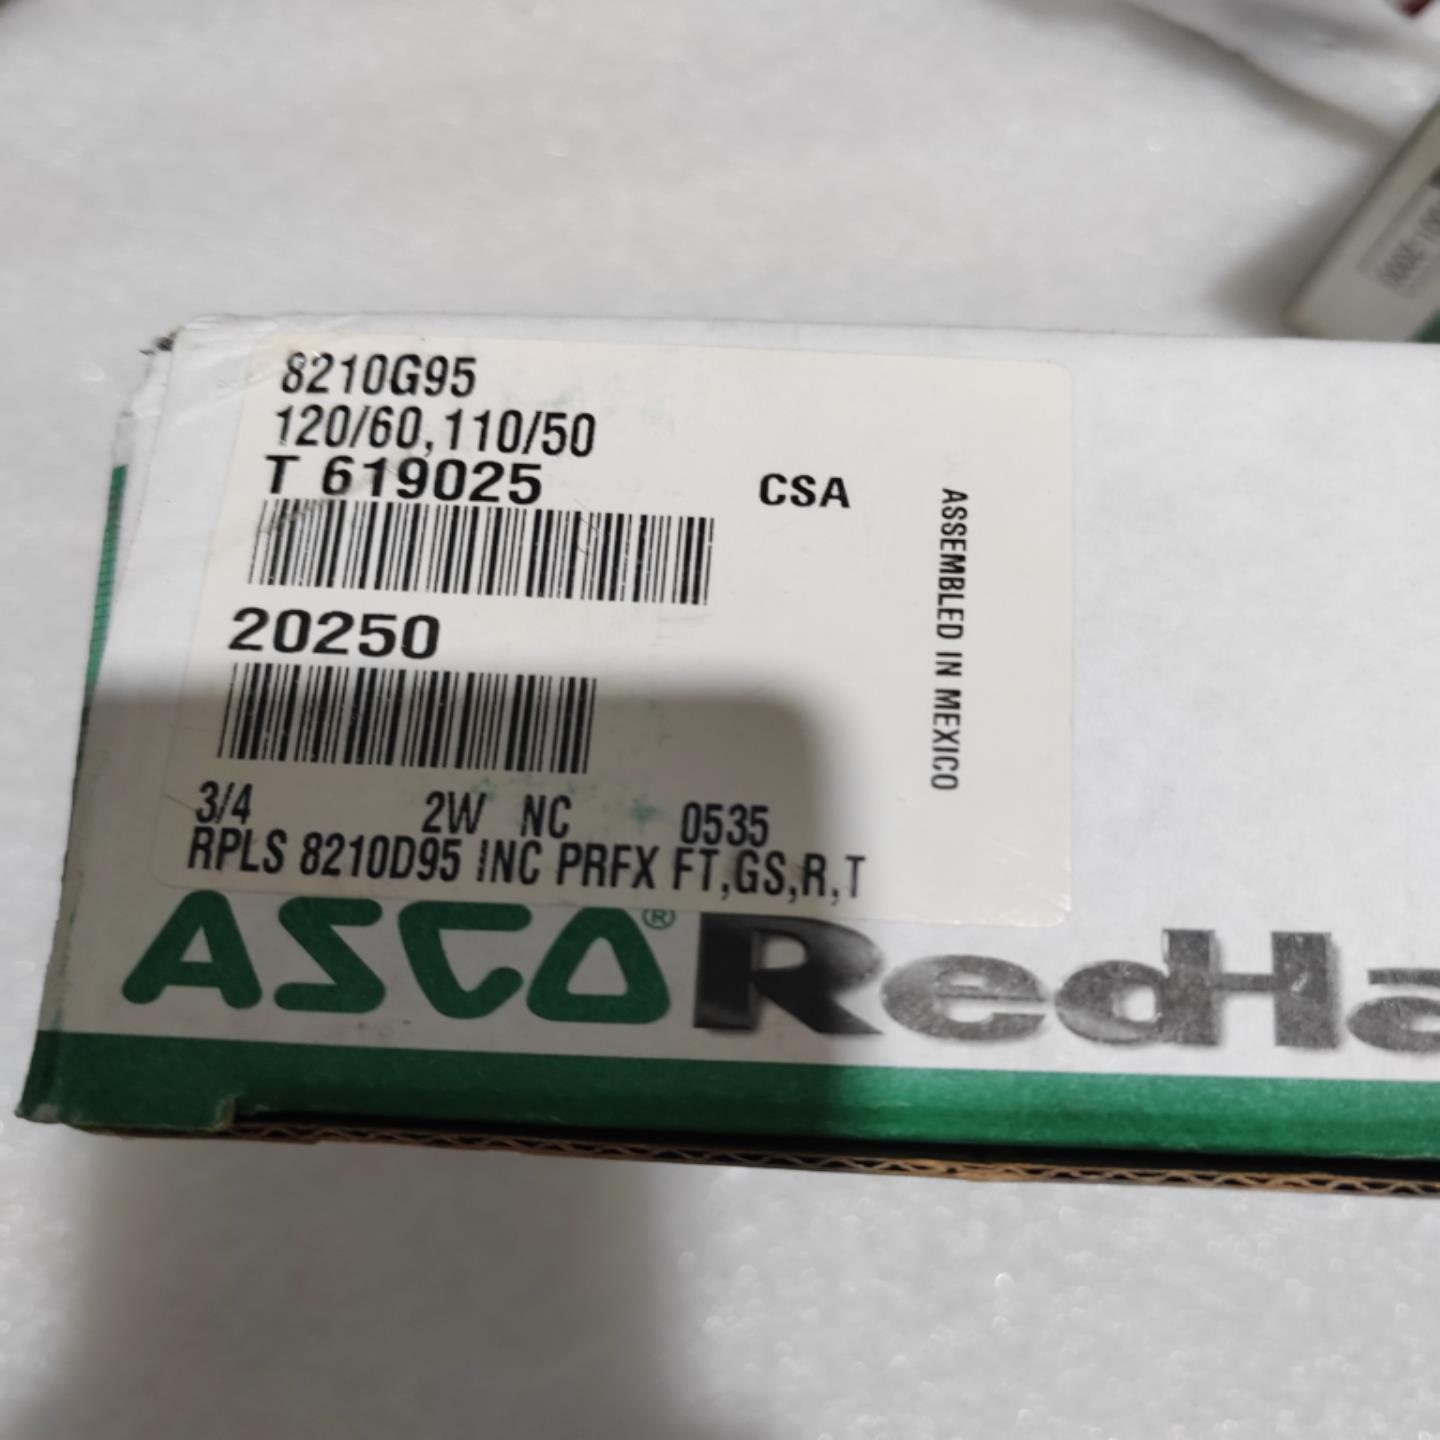 8210G95
120/60,110/50
T 619025
CSA
ASSEMBLED IN MEXICO
20250
3/4 2W NC 0535
RPLS 8210D95 INC PRFX FT,GS,R,T
ASCO® RedHa